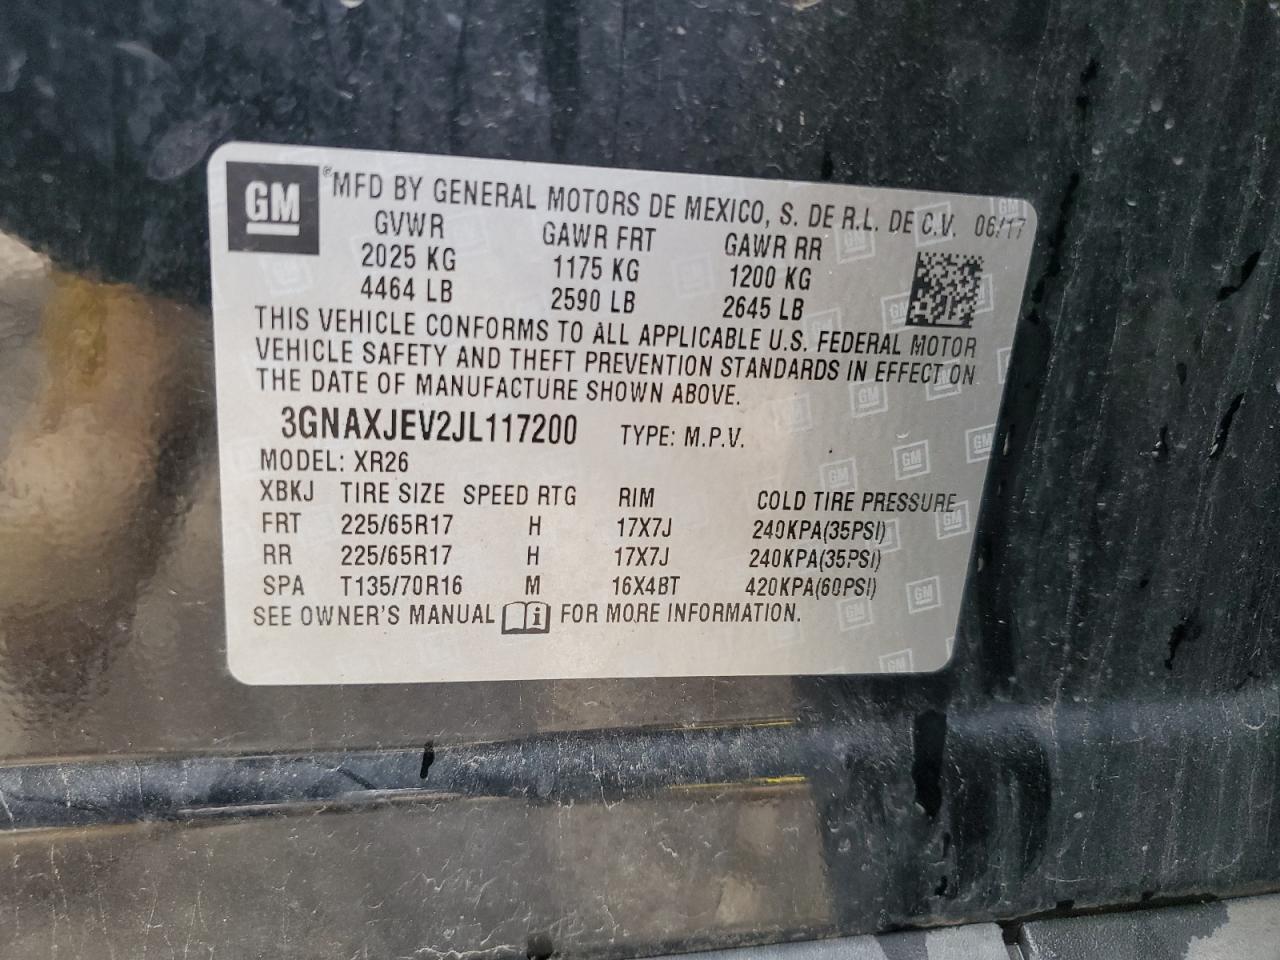 GM ®MFD BY GENERAL MOTORS DE MEXICO, S. DE R.L. DE C.V. 06/17
GVWR GAWR FRT GAWR RR
2025 KG 1175 KG 1200 KG
4464 LB 2590 LB 2645 LB
THIS VEHICLE CONFORMS TO ALL APPLICABLE U.S. FEDERAL MOTOR
VEHICLE SAFETY AND THEFT PREVENTION STANDARDS IN EFFECT ON
THE DATE OF MANUFACTURE SHOWN ABOVE.
3GNAXJEV2JL117200 TYPE: M.P.V.
MODEL: XR26
XBKJ TIRE SIZE SPEED RTG RIM COLD TIRE PRESSURE
FRT 225/65R17 H 17X7J 240KPA(35PSI)
RR 225/65R17 H 17X7J 240KPA(35PSI)
SPA T135/70R16 M 16X4BT 420KPA(60PSI)
SEE OWNER'S MANUAL i FOR MORE INFORMATION.